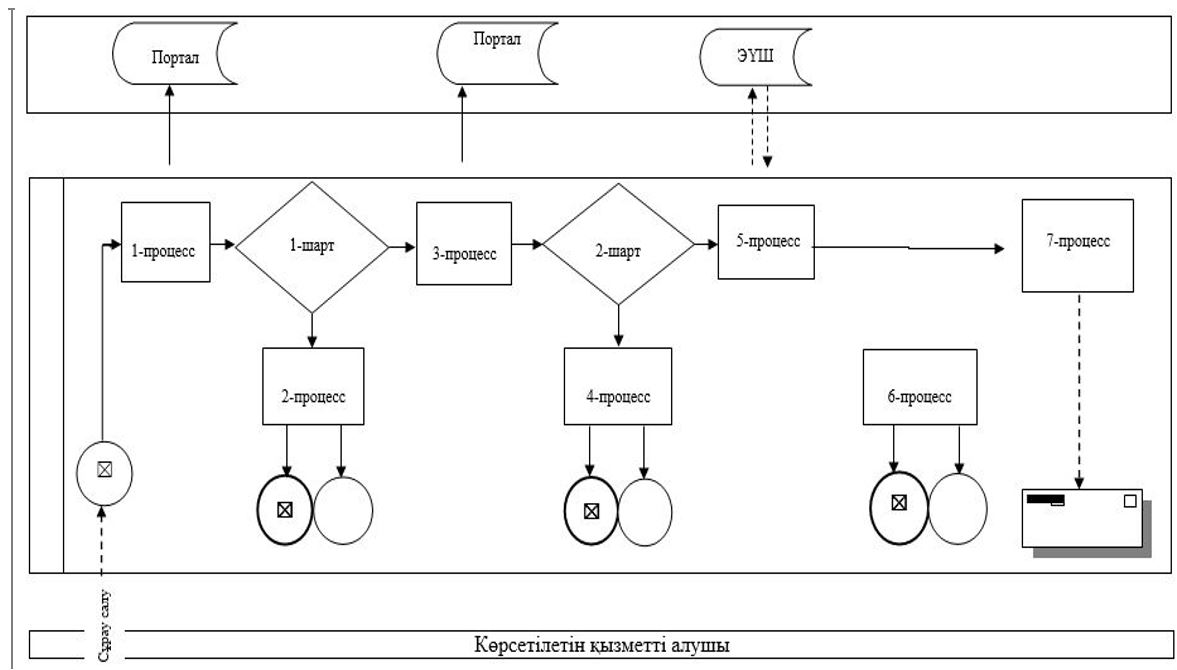 Портал
Портал
ЭҮШ
1-процесс
1-шарт
3-процесс
2-шарт
5-процесс
7-процесс
2-процесс
4-процесс
6-процесс
Сұрау салу
Көрсетілетін қызметті алушы